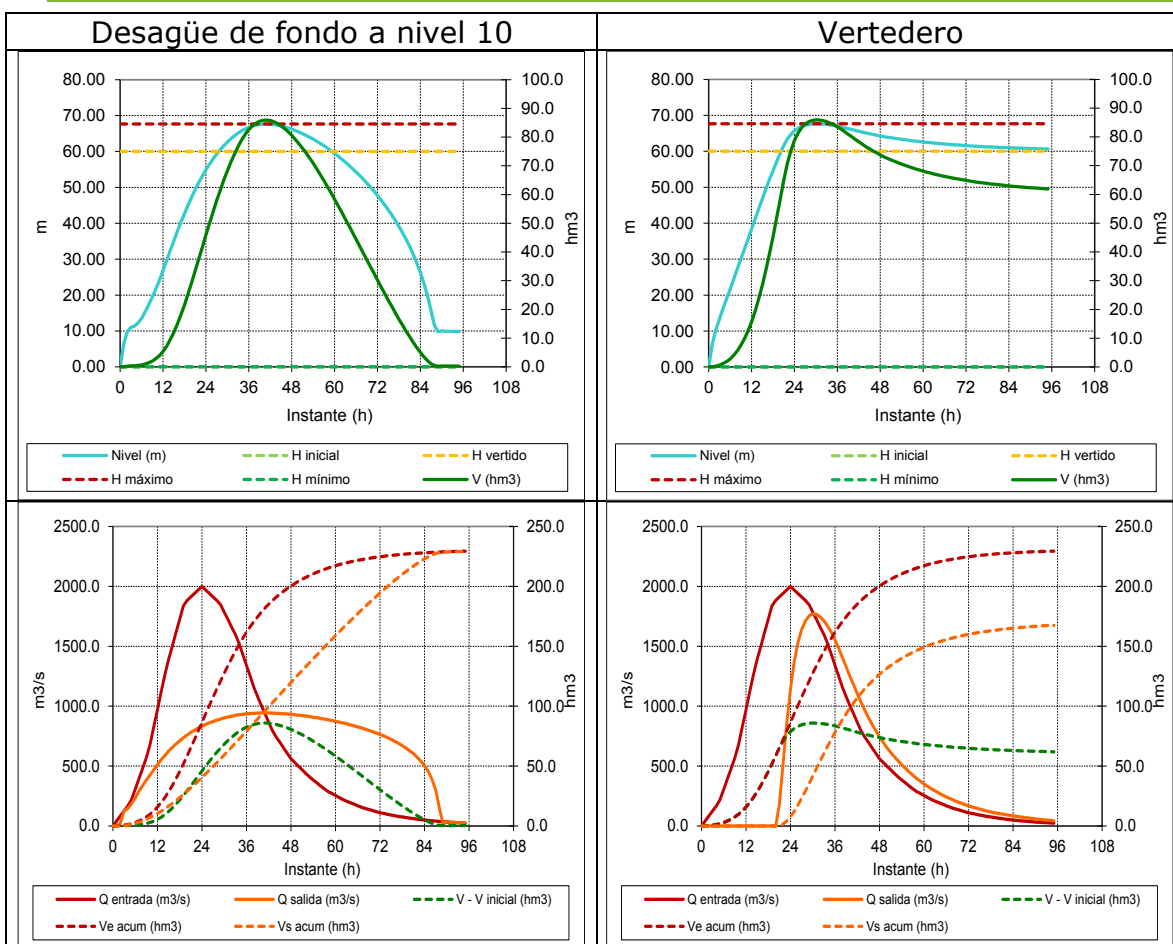 Desagüe de fondo a nivel 10
Vertedero
80.00
70.00
60.00
50.00
40.00
30.00
20.00
10.00
0.00
m
100.0
90.0
80.0
70.0
60.0
50.0
40.0
30.0
20.0
10.0
0.0
hm3
0 12 24 36 48 60 72 84 96 108
Instante (h)
Nivel (m) H inicial H vertido
H máximo H mínimo V (hm3)
80.00
70.00
60.00
50.00
40.00
30.00
20.00
10.00
0.00
m
100.0
90.0
80.0
70.0
60.0
50.0
40.0
30.0
20.0
10.0
0.0
hm3
0 12 24 36 48 60 72 84 96 108
Instante (h)
Nivel (m) H inicial H vertido
H máximo H mínimo V (hm3)
2500.0
2000.0
1500.0
1000.0
500.0
0.0
m3/s
250.0
200.0
150.0
100.0
50.0
0.0
hm3
0 12 24 36 48 60 72 84 96 108
Instante (h)
Q entrada (m3/s) Q salida (m3/s) V - V inicial (hm3)
Ve acum (hm3) Vs acum (hm3)
2500.0
2000.0
1500.0
1000.0
500.0
0.0
m3/s
250.0
200.0
150.0
100.0
50.0
0.0
hm3
0 12 24 36 48 60 72 84 96 108
Instante (h)
Q entrada (m3/s) Q salida (m3/s) V - V inicial (hm3)
Ve acum (hm3) Vs acum (hm3)